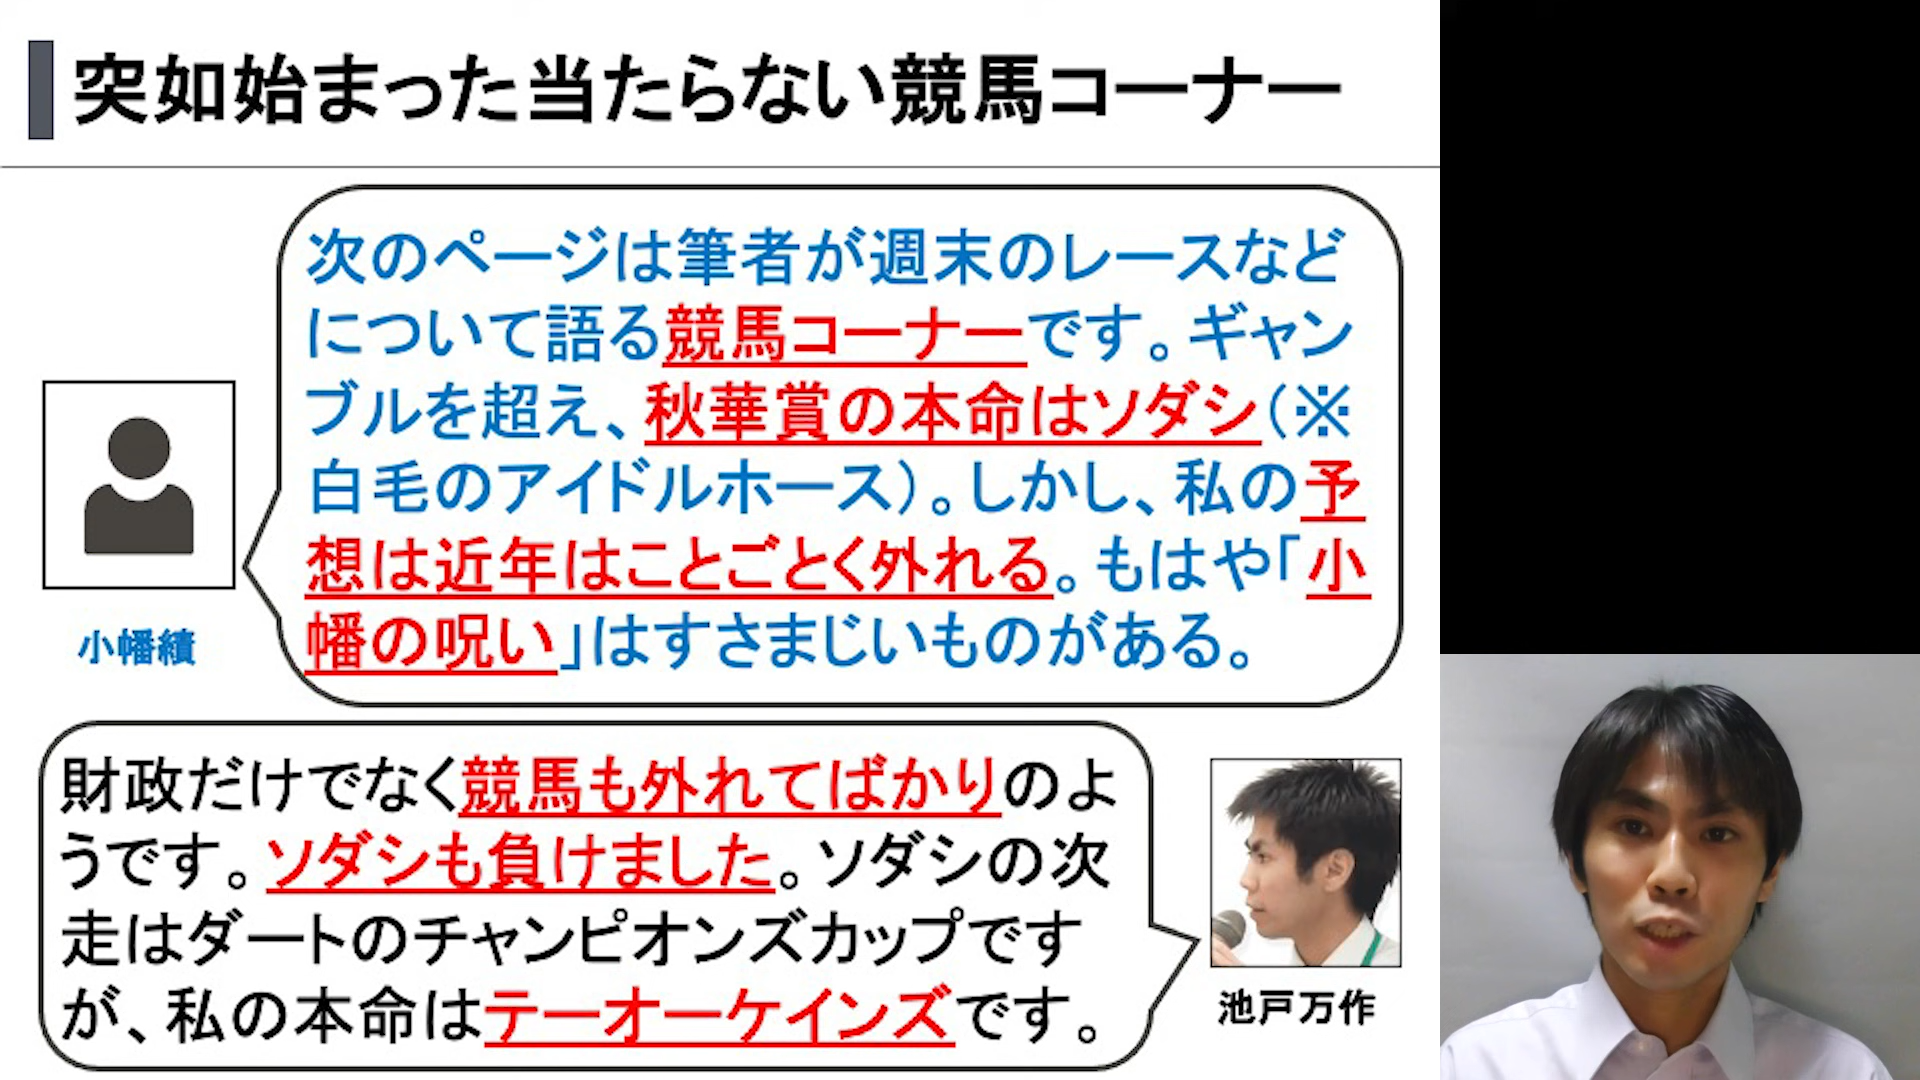 突如始まった当たらない競馬コーナー
次のページは筆者が週末のレースなど
について語る競馬コーナーです。ギャン
ブルを超え、秋華賞の本命はソダシ（※
白毛のアイドルホース）。しかし、私の予
想は近年はことごとく外れる。もはや「小
幡の呪い」はすさまじいものがある。
小幡績
財政だけでなく競馬も外れてばかりのよ
うです。ソダシも負けました。ソダシの次
走はダートのチャンピオンズカップです
が、私の本命はテーオーケインズです。
池戸万作